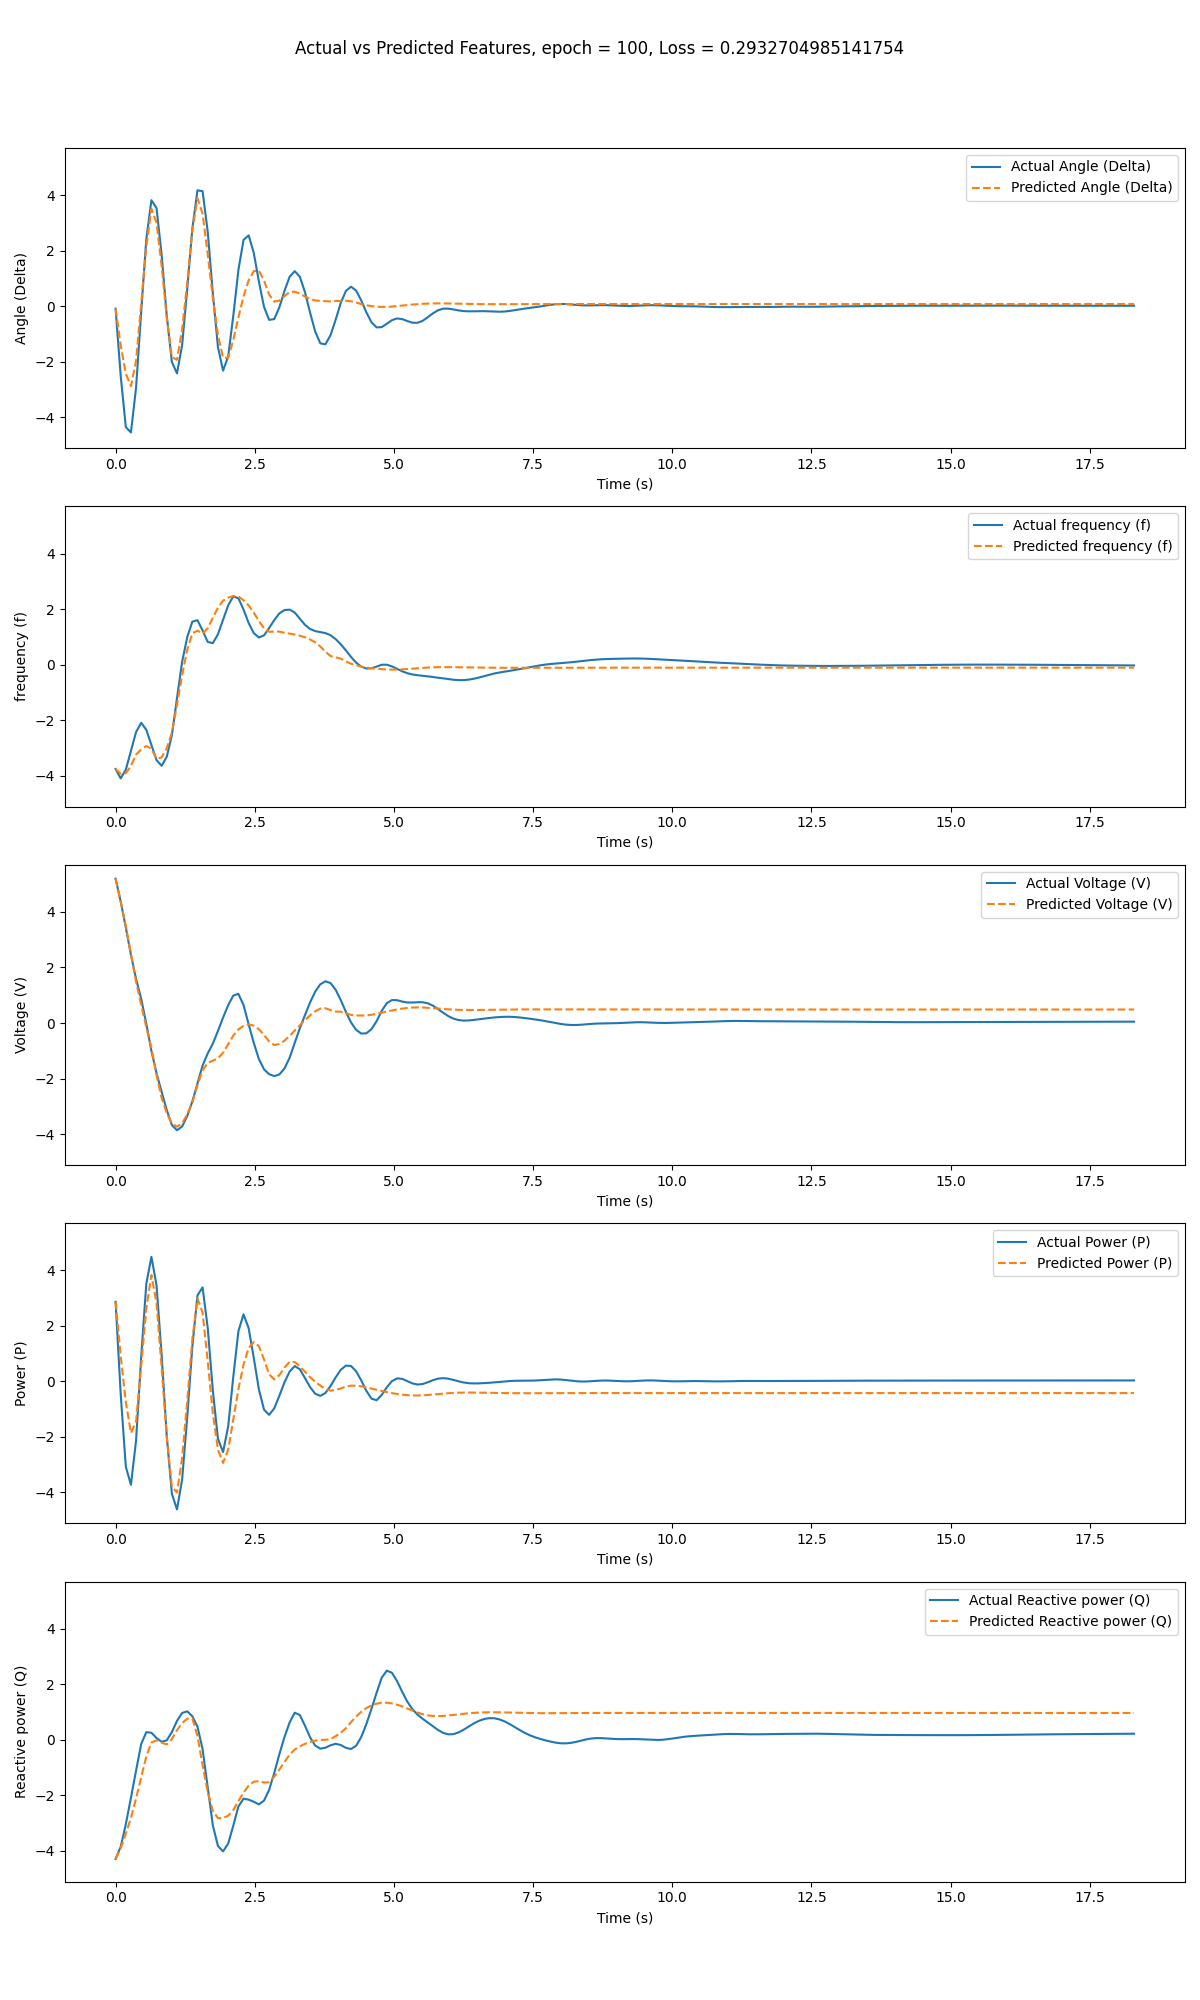 Actual vs Predicted Features, epoch = 100, Loss = 0.2932704985141754
Actual Angle (Delta)
Predicted Angle (Delta)
4
2
0
−2
−4
Angle (Delta)
0.0 2.5 5.0 7.5 10.0 12.5 15.0 17.5
Time (s)
Actual frequency (f)
Predicted frequency (f)
4
2
0
−2
−4
frequency (f)
0.0 2.5 5.0 7.5 10.0 12.5 15.0 17.5
Time (s)
Actual Voltage (V)
Predicted Voltage (V)
4
2
0
−2
−4
Voltage (V)
0.0 2.5 5.0 7.5 10.0 12.5 15.0 17.5
Time (s)
Actual Power (P)
Predicted Power (P)
4
2
0
−2
−4
Power (P)
0.0 2.5 5.0 7.5 10.0 12.5 15.0 17.5
Time (s)
Actual Reactive power (Q)
Predicted Reactive power (Q)
4
2
0
−2
−4
Reactive power (Q)
0.0 2.5 5.0 7.5 10.0 12.5 15.0 17.5
Time (s)